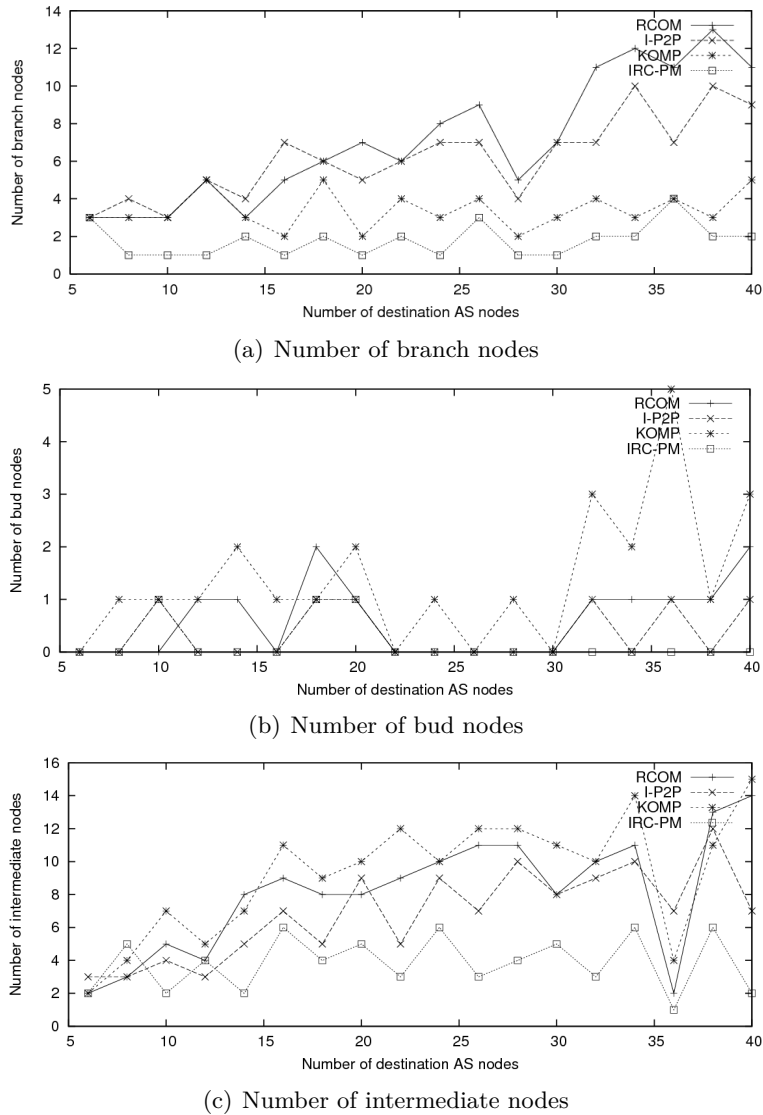 14
12
10
8
6
4
2
0
Number of branch nodes
RCOM
I-P2P
KOMP
IRC-PM
5 10 15 20 25 30 35 40
Number of destination AS nodes
(a) Number of branch nodes
5
4
3
2
1
0
Number of bud nodes
RCOM
I-P2P
KOMP
IRC-PM
5 10 15 20 25 30 35 40
Number of destination AS nodes
(b) Number of bud nodes
16
14
12
10
8
6
4
2
0
Number of intermediate nodes
RCOM
I-P2P
KOMP
IRC-PM
5 10 15 20 25 30 35 40
Number of destination AS nodes
(c) Number of intermediate nodes